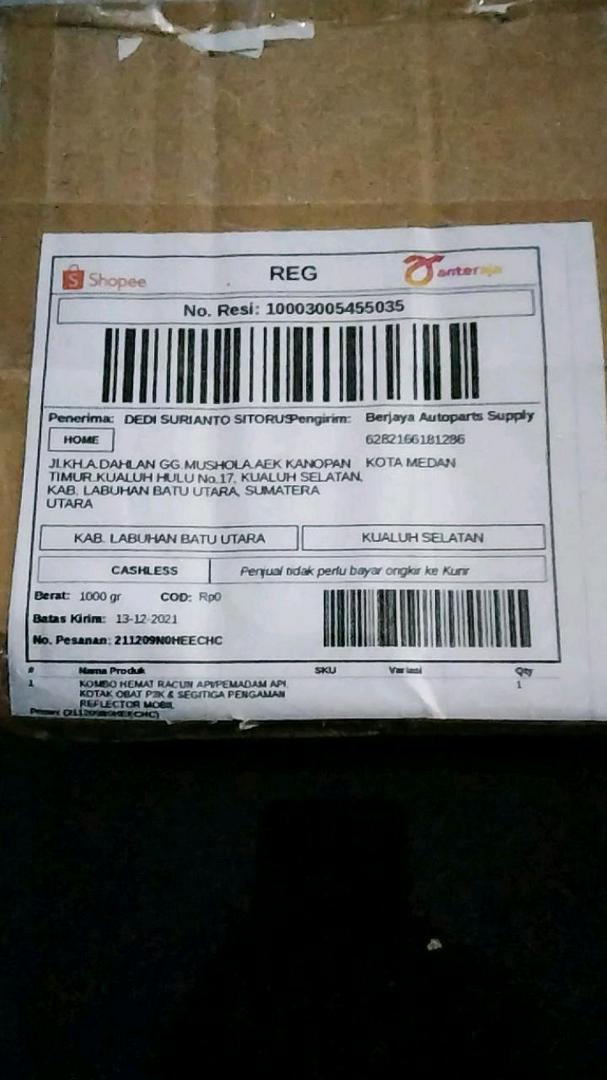 Shopee
REG
anteraja
No. Resi: 10003005455035
Penerima: DEDI SURIANTO SITORUS
Pengirim: Berjaya Autoparts Supply
HOME
6282166181286
JI.KH.A.DAHLAN GG.MUSHOLA.AEK KANOPAN
TIMUR.KUALUH HULU No.17, KUALUH SELATAN,
KAB. LABUHAN BATU UTARA, SUMATERA
UTARA
KOTA MEDAN
KAB. LABUHAN BATU UTARA
KUALUH SELATAN
CASHLESS
Penjual tidak perlu bayar ongkir ke Kurir
Berat: 1000 gr
COD: Rp0
Batas Kirim: 13-12-2021
No. Pesanan: 211209N0HEECHC
# Nama Produk SKU Variasi Qty
1 KOMBO HEMAT RACUN API/PEMADAM API 1
KOTAK OBAT P3K & SEGITIGA PENGAMAN
REFLECTOR MOBIL
Pesan: (211209N0HEECHC)